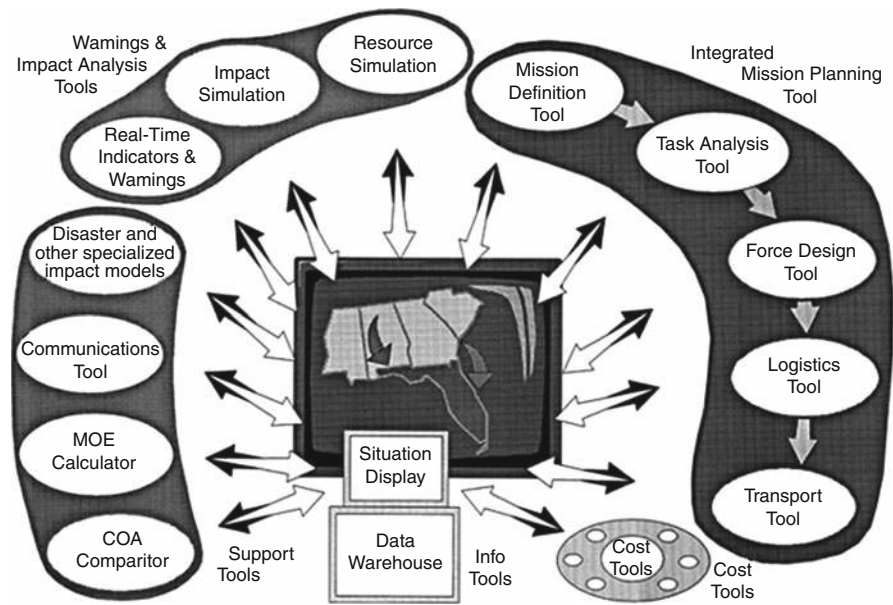 Wamings &
Impact Analysis
Tools
Resource
Simulation
Impact
Simulation
Real-Time
Indicators &
Wamings
Integrated
Mission Planning
Tool
Mission
Definition
Tool
Task Analysis
Tool
Force Design
Tool
Logistics
Tool
Transport
Tool
Disaster and
other specialized
impact models
Communications
Tool
MOE
Calculator
COA
Comparitor
Support
Tools
Situation
Display
Data
Warehouse
Info
Tools
Cost
Tools
Cost
Tools